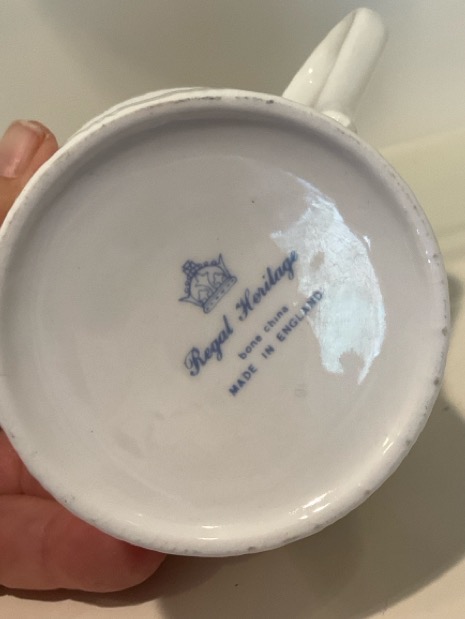 Regal Heritage
bone china
MADE IN ENGLAND